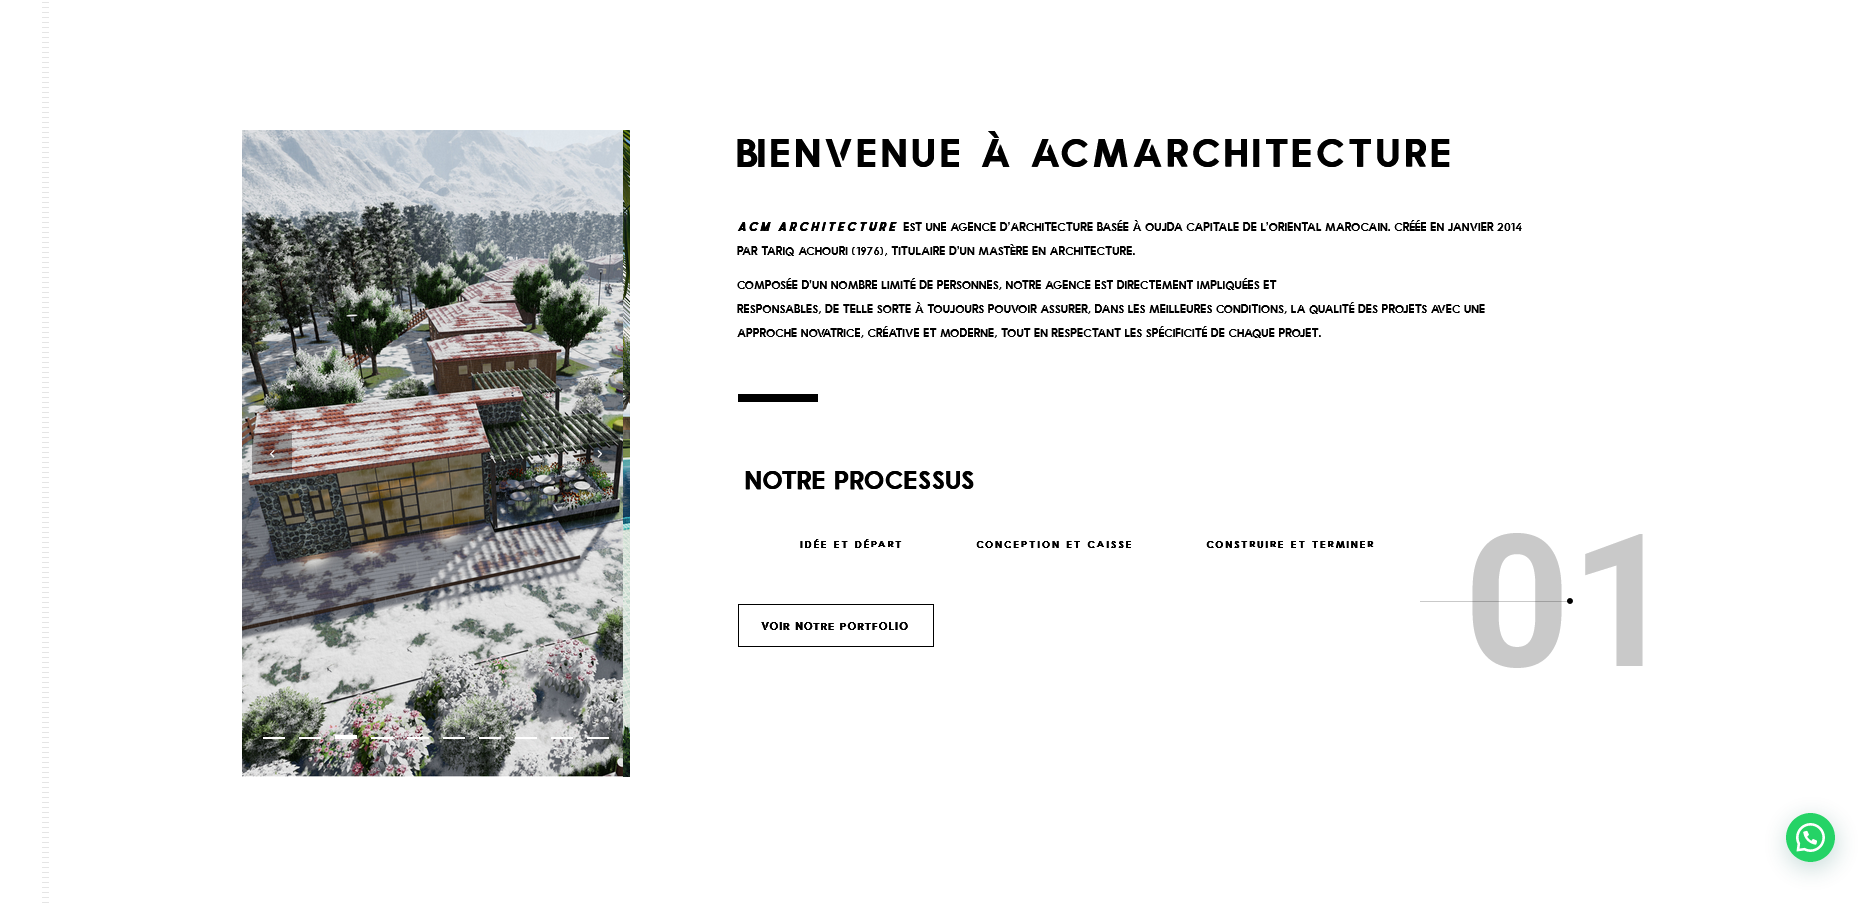 BIENVENUE À ACMARCHITECTURE
ACM ARCHITECTURE EST UNE AGENCE D'ARCHITECTURE BASÉE À OUJDA CAPITALE DE L'ORIENTAL MAROCAIN. CRÉÉE EN JANVIER 2014
PAR TARIQ ACHOURI (1976), TITULAIRE D'UN MASTÈRE EN ARCHITECTURE.
COMPOSÉE D'UN NOMBRE LIMITÉ DE PERSONNES, NOTRE AGENCE EST DIRECTEMENT IMPLIQUÉES ET
RESPONSABLES, DE TELLE SORTE À TOUJOURS POUVOIR ASSURER, DANS LES MEILLEURES CONDITIONS, LA QUALITÉ DES PROJETS AVEC UNE
APPROCHE NOVATRICE, CRÉATIVE ET MODERNE, TOUT EN RESPECTANT LES SPÉCIFICITÉ DE CHAQUE PROJET.
NOTRE PROCESSUS
IDÉE ET DÉPART
CONCEPTION ET CAISSE
CONSTRUIRE ET TERMINER
01
VOIR NOTRE PORTFOLIO